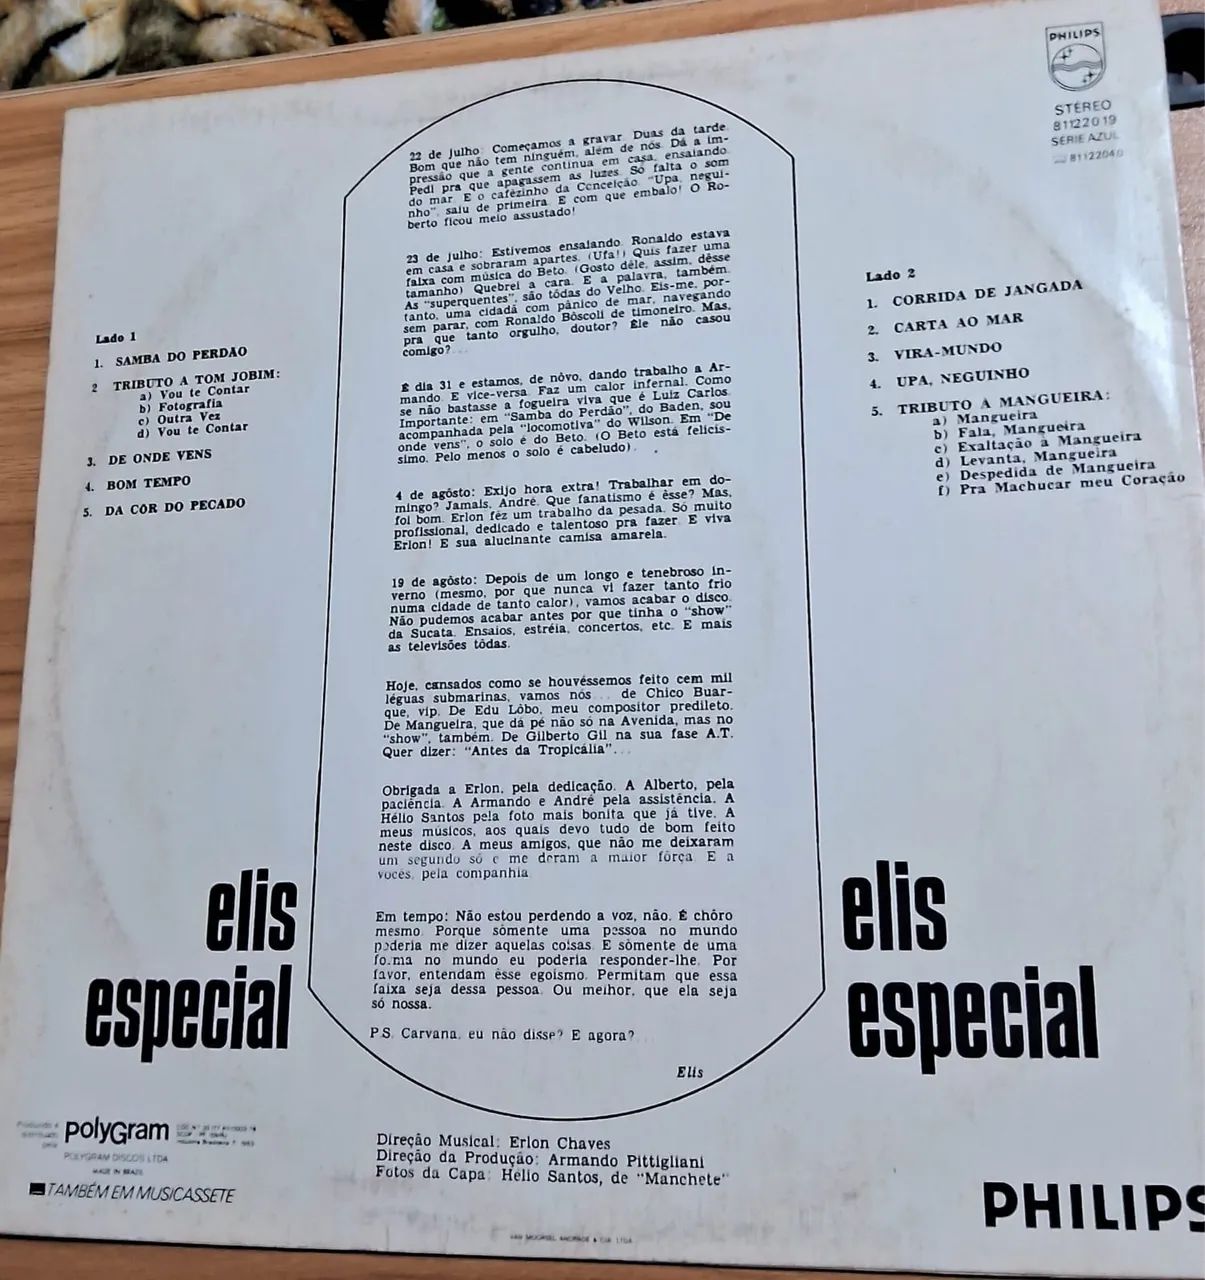 PHILIPS
STÉREO
81122019
SÉRIE AZUL
81122040
22 de julho: Começamos a gravar. Duas da tarde.
Bom que não tem ninguém, além de nós. Dá a im-
pressão que a gente continua em casa, ensaiando.
Pedi pra que apagassem as luzes. Só falta o som
do mar. E o cafèzinho da Conceição. "Upa, negui-
nho", saiu de primeira. E com que embalo! O Ro-
berto ficou meio assustado!
23 de julho: Estivemos ensaiando. Ronaldo estava
em casa e sobraram apartes. (Ufa!) Quis fazer uma
faixa com música do Beto. (Gosto dêle, assim, dêsse
tamanho) Quebrei a cara. E a palavra, também.
As "superquentes", são tôdas do Velho. Eis-me, por-
tanto, uma cidadã com pânico de mar, navegando
sem parar, com Ronaldo Bôscoli de timoneiro. Mas,
pra que tanto orgulho, doutor? Êle não casou
comigo?...
É dia 31 e estamos, de nôvo, dando trabalho a Ar-
mando. E vice-versa. Faz um calor infernal. Como
se não bastasse a fogueira viva que é Luiz Carlos.
Importante: em "Samba do Perdão", do Baden, sou
acompanhada pela "locomotiva" do Wilson. Em "De
onde vens", o solo é do Beto. (O Beto está felicís-
simo. Pelo menos o solo é cabeludo).
4 de agôsto: Exijo hora extra! Trabalhar em do-
mingo? Jamais, André. Que fanatismo é êsse? Mas,
foi bom. Erlon fêz um trabalho da pesada. Só muito
profissional, dedicado e talentoso pra fazer. E viva
Erlon! E sua alucinante camisa amarela.
19 de agôsto: Depois de um longo e tenebroso in-
verno (mesmo, por que nunca vi fazer tanto frio
numa cidade de tanto calor), vamos acabar o disco.
Não pudemos acabar antes por que tinha o "show"
da Sucata. Ensaios, estréia, concertos, etc. E mais
as televisões tôdas.
Hoje, cansados como se houvéssemos feito cem mil
léguas submarinas, vamos nós... de Chico Buar-
que, vip. De Edu Lôbo, meu compositor predileto.
De Mangueira, que dá pé não só na Avenida, mas no
"show", também. De Gilberto Gil na sua fase A.T.
Quer dizer: "Antes da Tropicália"...
Obrigada a Erlon, pela dedicação. A Alberto, pela
paciência. A Armando e André pela assistência. A
Hélio Santos pela foto mais bonita que já tive. A
meus músicos, aos quais devo tudo de bom feito
neste disco. A meus amigos, que não me deixaram
um segundo só e me deram a maior fôrça. E a
vocês, pela companhia.
Em tempo: Não estou perdendo a voz, não. É chôro
mesmo. Porque sòmente uma pessoa no mundo
poderia me dizer aquelas coisas. E sòmente de uma
forma no mundo eu poderia responder-lhe. Por
favor, entendam êsse egoísmo. Permitam que essa
faixa seja dessa pessoa. Ou melhor, que ela seja
só nossa.
P.S. Carvana, eu não disse? E agora?...
Elis
Lado 1
1. SAMBA DO PERDÃO
2 TRIBUTO A TOM JOBIM:
a) Vou te Contar
b) Fotografia
c) Outra Vez
d) Vou te Contar
3. DE ONDE VENS
4. BOM TEMPO
5. DA COR DO PECADO
Lado 2
1. CORRIDA DE JANGADA
2. CARTA AO MAR
3. VIRA-MUNDO
4. UPA, NEGUINHO
5. TRIBUTO A MANGUEIRA:
a) Mangueira
b) Fala, Mangueira
c) Exaltação a Mangueira
d) Levanta, Mangueira
e) Despedida de Mangueira
f) Pra Machucar meu Coração
elis
especial
elis
especial
Produzido e
distribuído
pela
polyGram
POLYGRAM DISCOS LTDA
MADE IN BRAZIL
TAMBÉM EM MUSICASSETE
Direção Musical: Erlon Chaves
Direção da Produção: Armando Pittigliani
Fotos da Capa: Hélio Santos, de "Manchete"
PHILIPS
VAN MOORSEL, ANDRADE & CIA. LTDA.